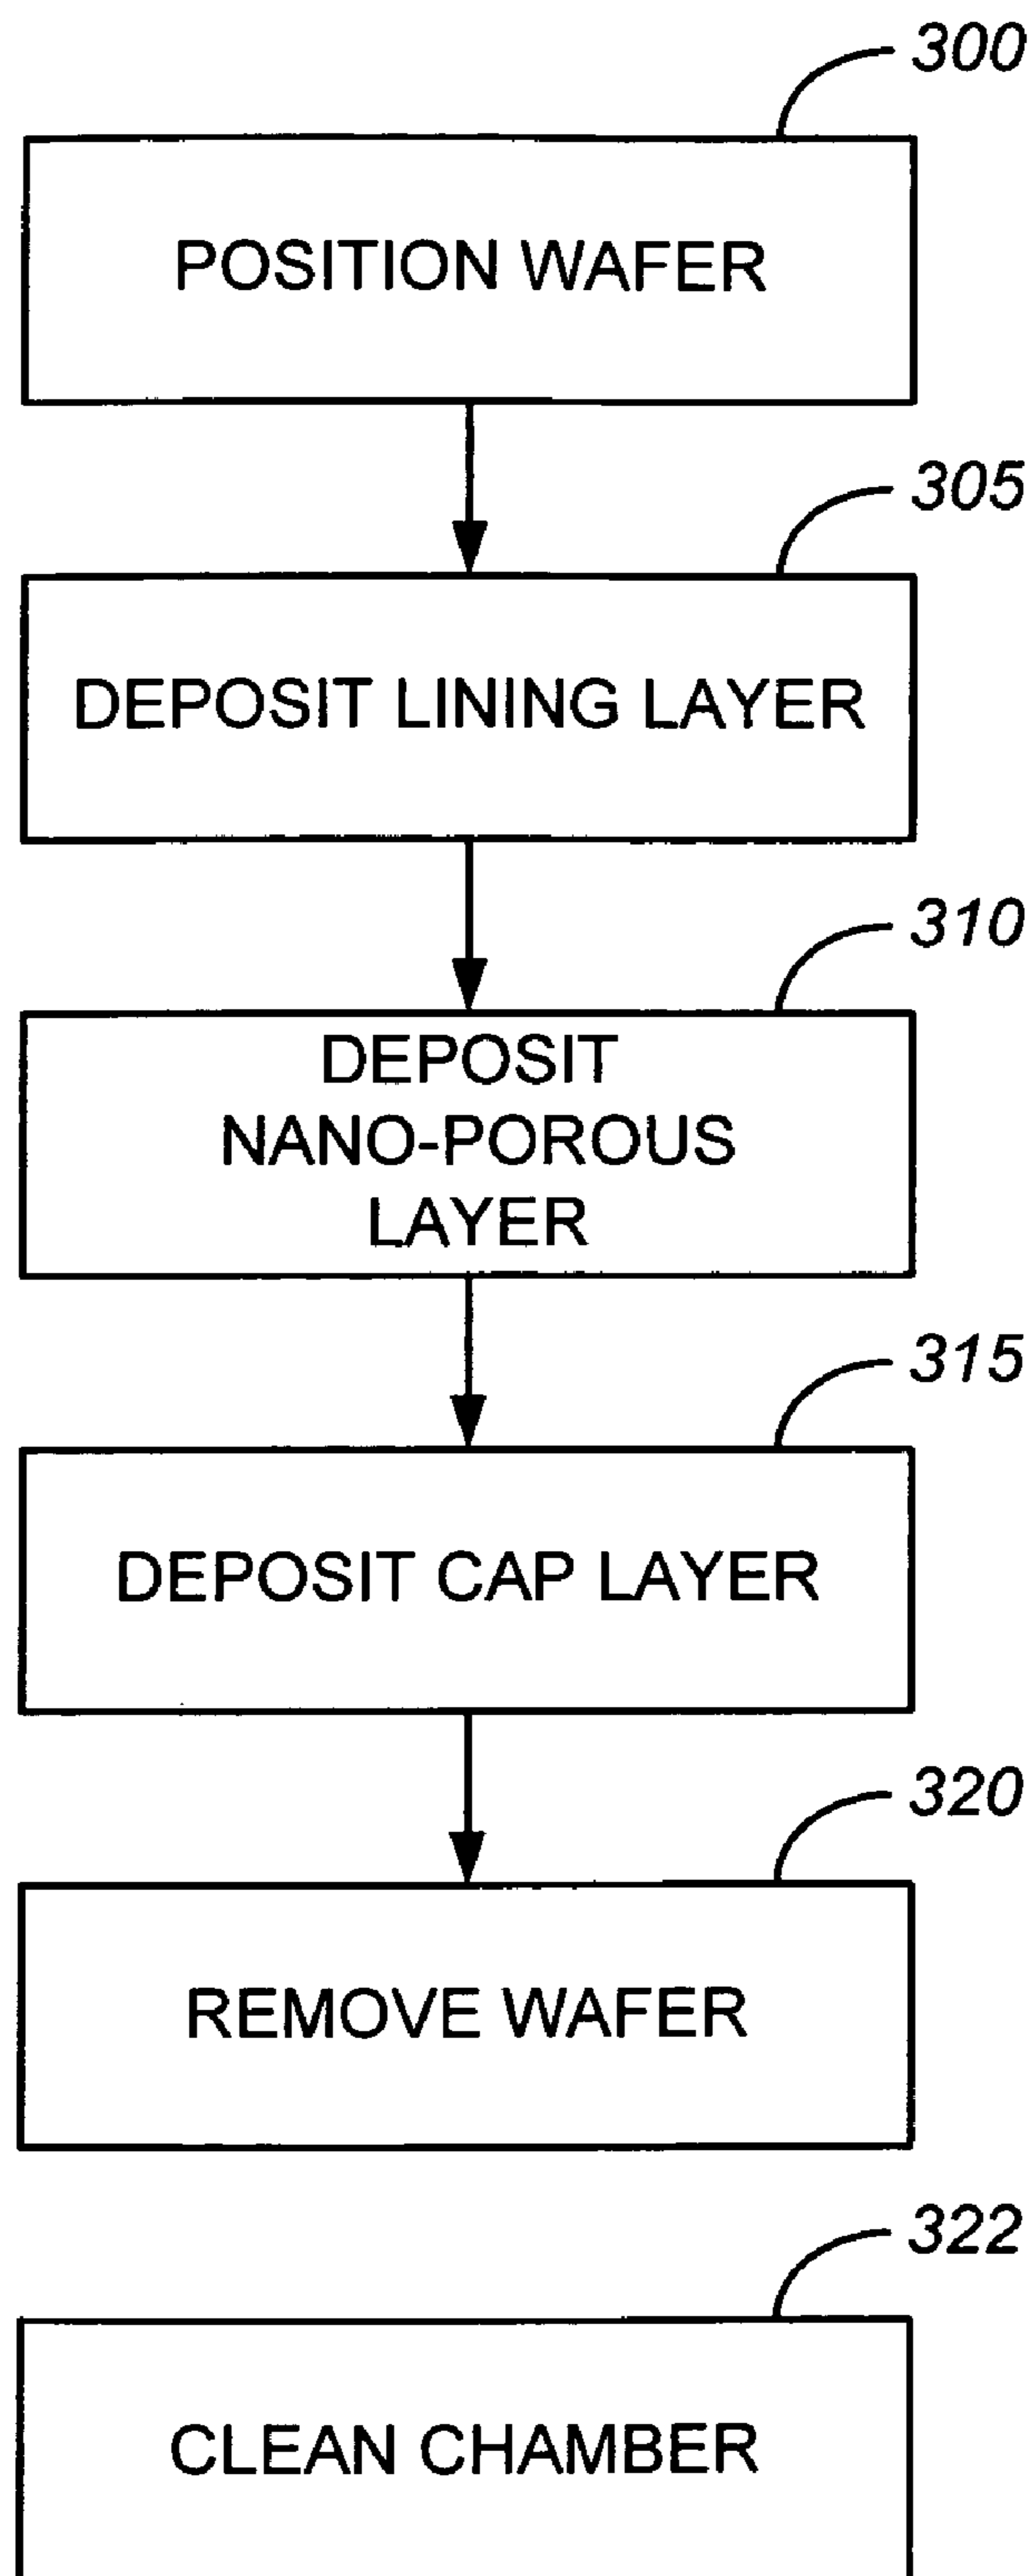 300
POSITION WAFER
305
DEPOSIT LINING LAYER
310
DEPOSIT
NANO-POROUS
LAYER
315
DEPOSIT CAP LAYER
320
REMOVE WAFER
322
CLEAN CHAMBER